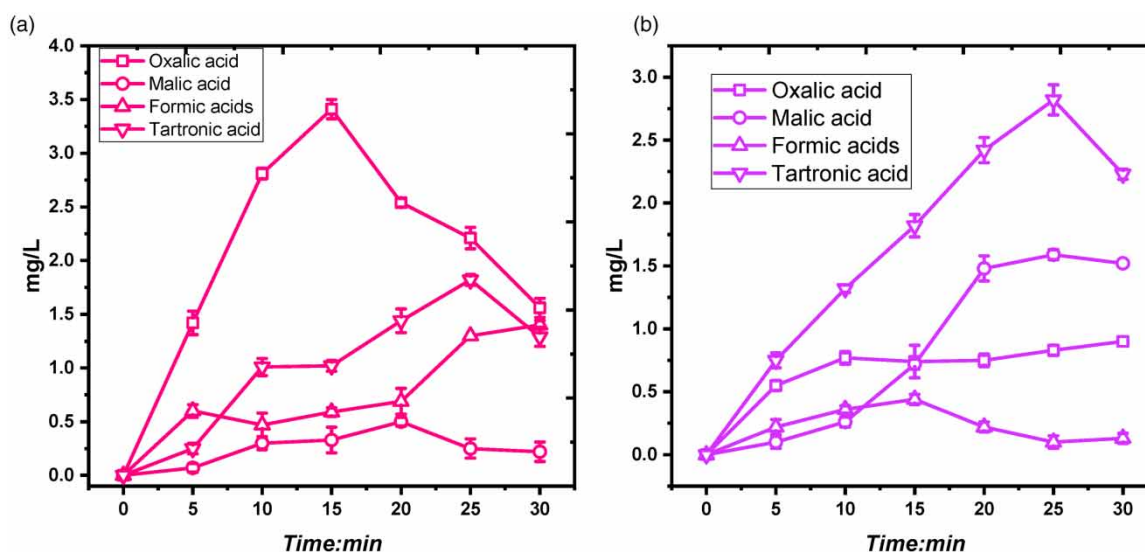 (a)
4.0
3.5
3.0
2.5
2.0
1.5
1.0
0.5
0.0
mg/L
Oxalic acid
Malic acid
Formic acids
Tartronic acid
0 5 10 15 20 25 30
Time:min
(b)
3.0
2.5
2.0
1.5
1.0
0.5
0.0
mg/L
Oxalic acid
Malic acid
Formic acids
Tartronic acid
0 5 10 15 20 25 30
Time:min